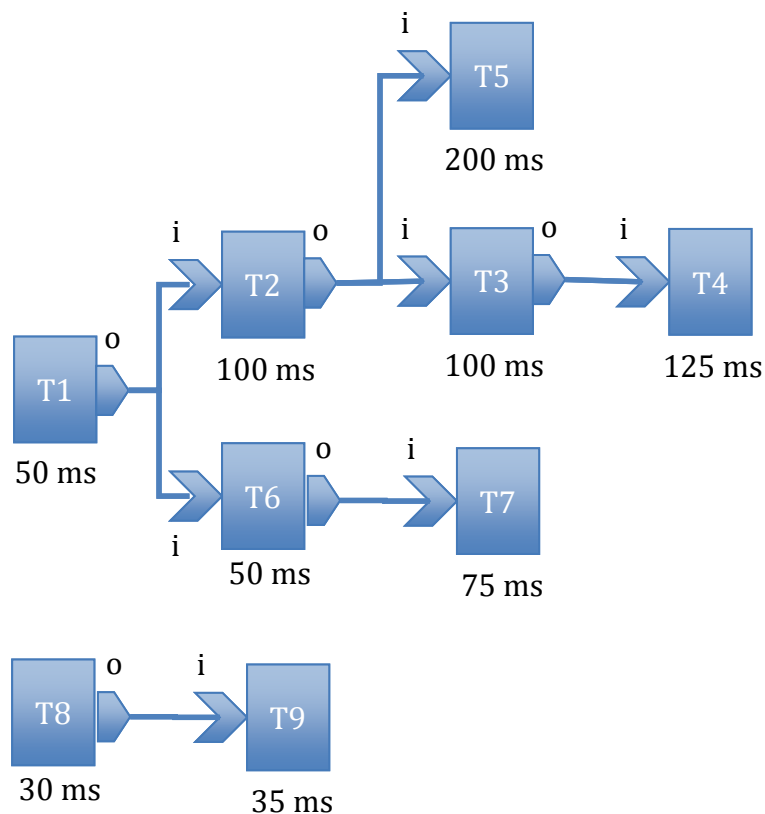 i
T5
200 ms
i
o
i
o
i
T2
T3
T4
100 ms
100 ms
125 ms
o
T1
50 ms
o
i
T6
T7
i
50 ms
75 ms
o
i
T8
T9
30 ms
35 ms